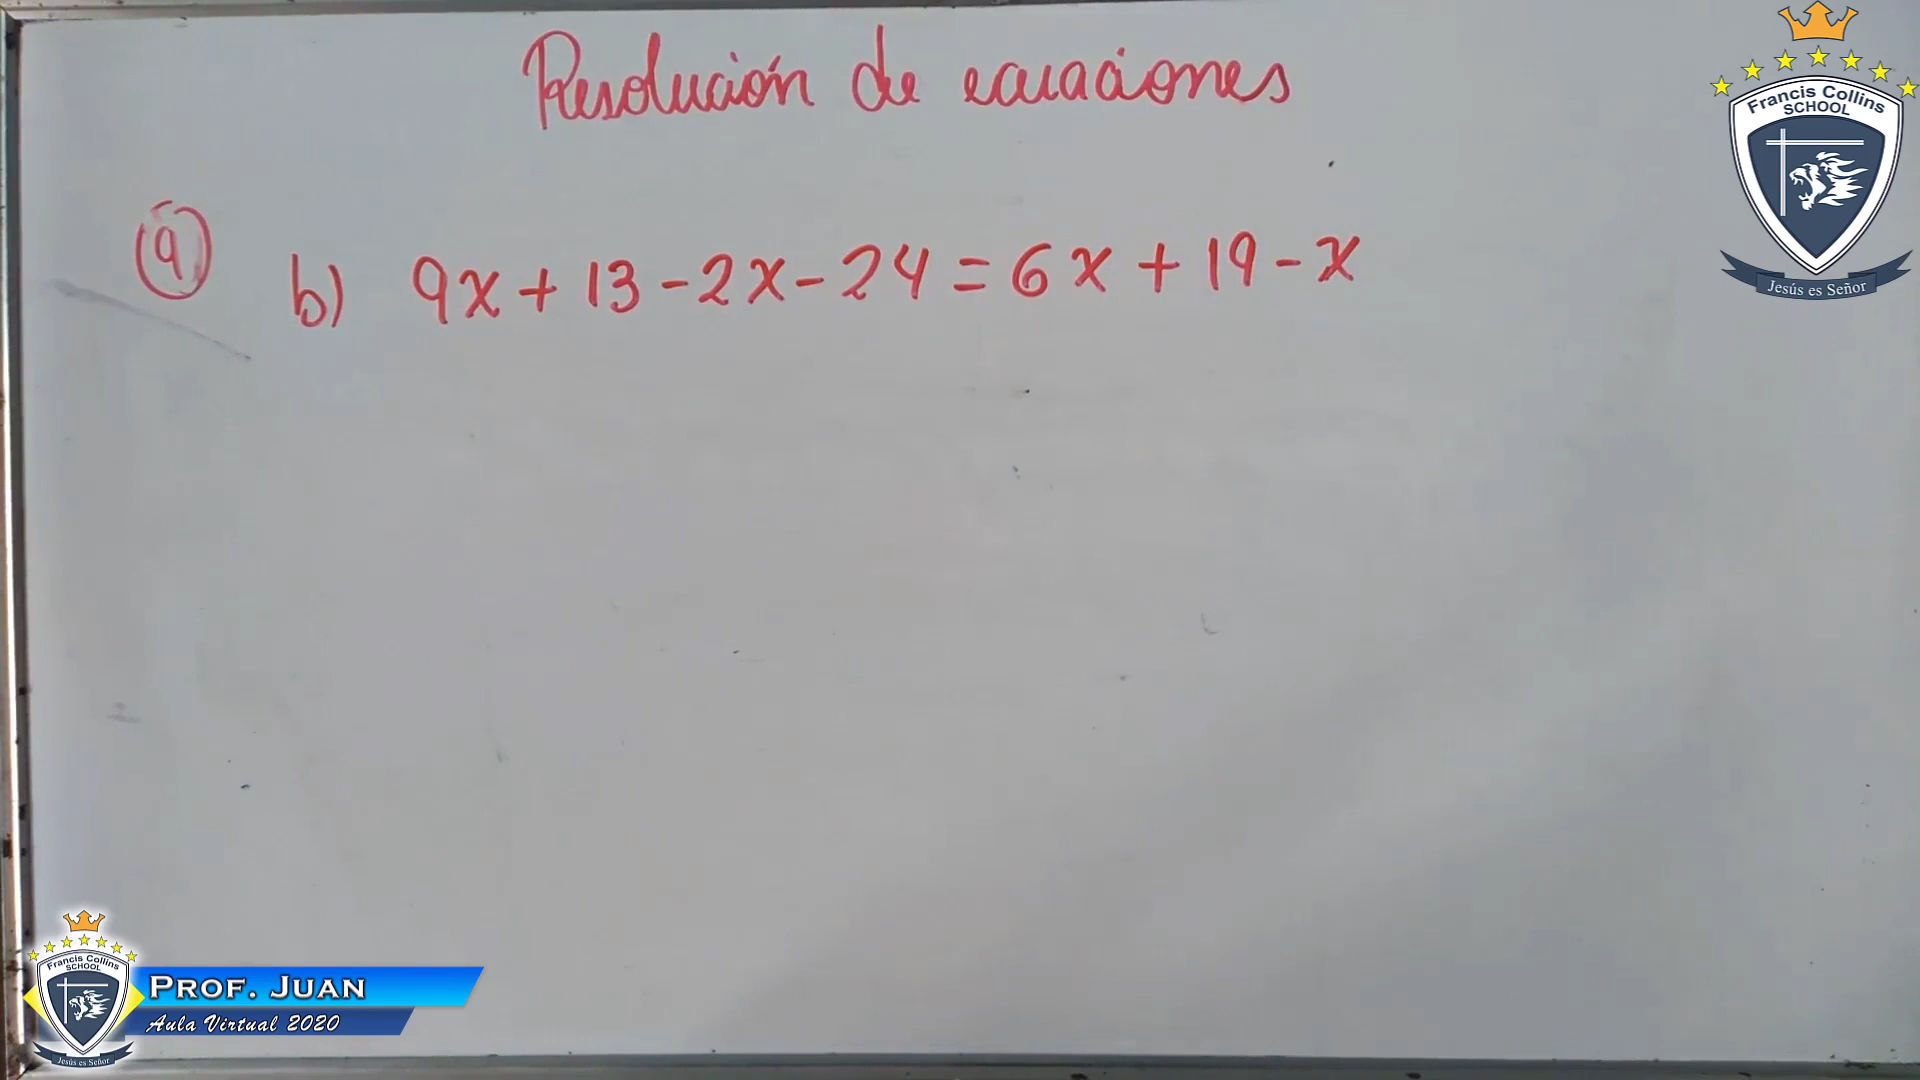 Resolución de ecuaciones
Francis Collins
SCHOOL
Jesús es Señor
9
b) 9x + 13 - 2x - 24 = 6x + 19 - x
Francis Collins
SCHOOL
PROF. JUAN
Aula Virtual 2020
Jesús es Señor